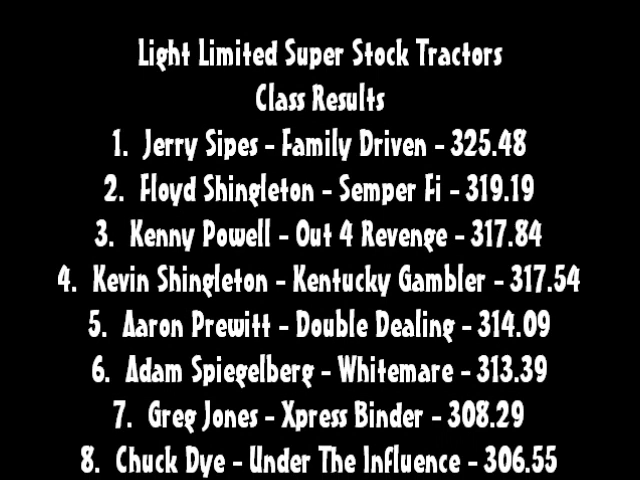 Light Limited Super Stock Tractors
Class Results
1. Jerry Sipes - Family Driven - 325.48
2. Floyd Shingleton - Semper Fi - 319.19
3. Kenny Powell - Out 4 Revenge - 317.84
4. Kevin Shingleton - Kentucky Gambler - 317.54
5. Aaron Prewitt - Double Dealing - 314.09
6. Adam Spiegelberg - Whitemare - 313.39
7. Greg Jones - Xpress Binder - 308.29
8. Chuck Dye - Under The Influence - 306.55